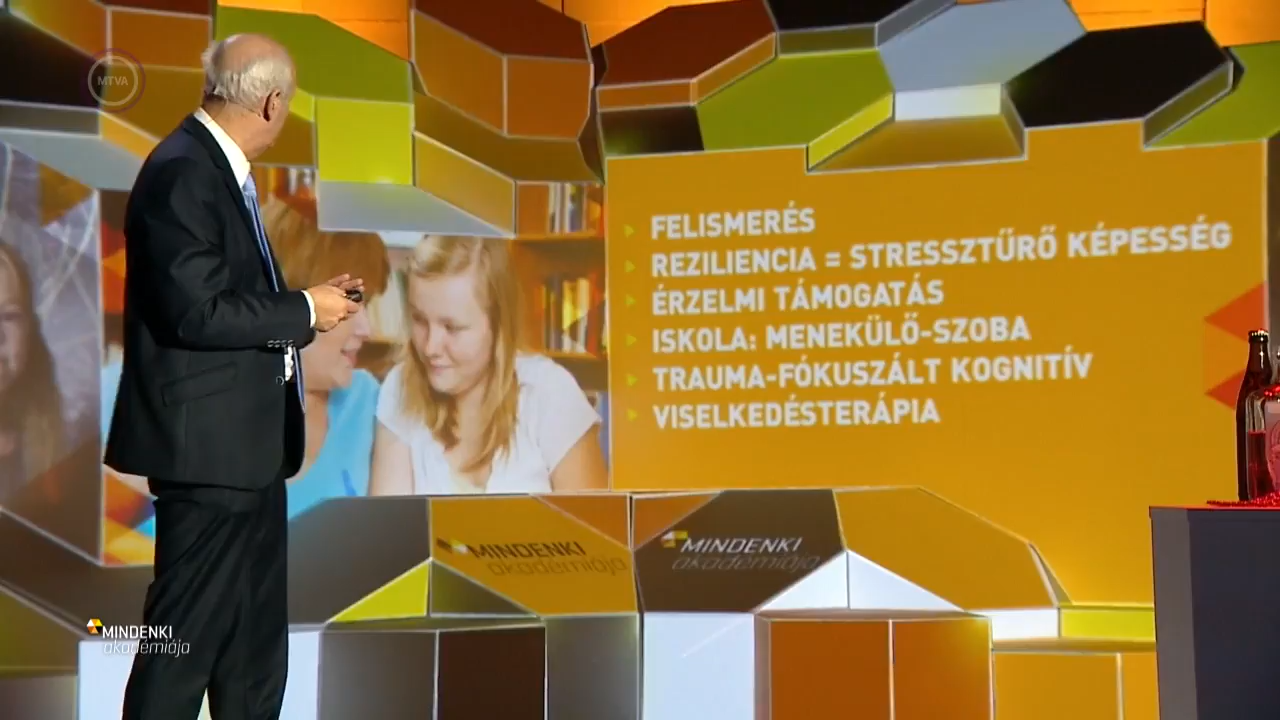 MTVA
FELISMERÉS
REZILIENCIA = STRESSZTŰRŐ KÉPESSÉG
ÉRZELMI TÁMOGATÁS
ISKOLA: MENEKÜLŐ-SZOBA
TRAUMA-FÓKUSZÁLT KOGNITÍV
VISELKEDÉSTERÁPIA
MINDENKI
akadémiája
MINDENKI
akadémiája
MINDENKI
akadémiája